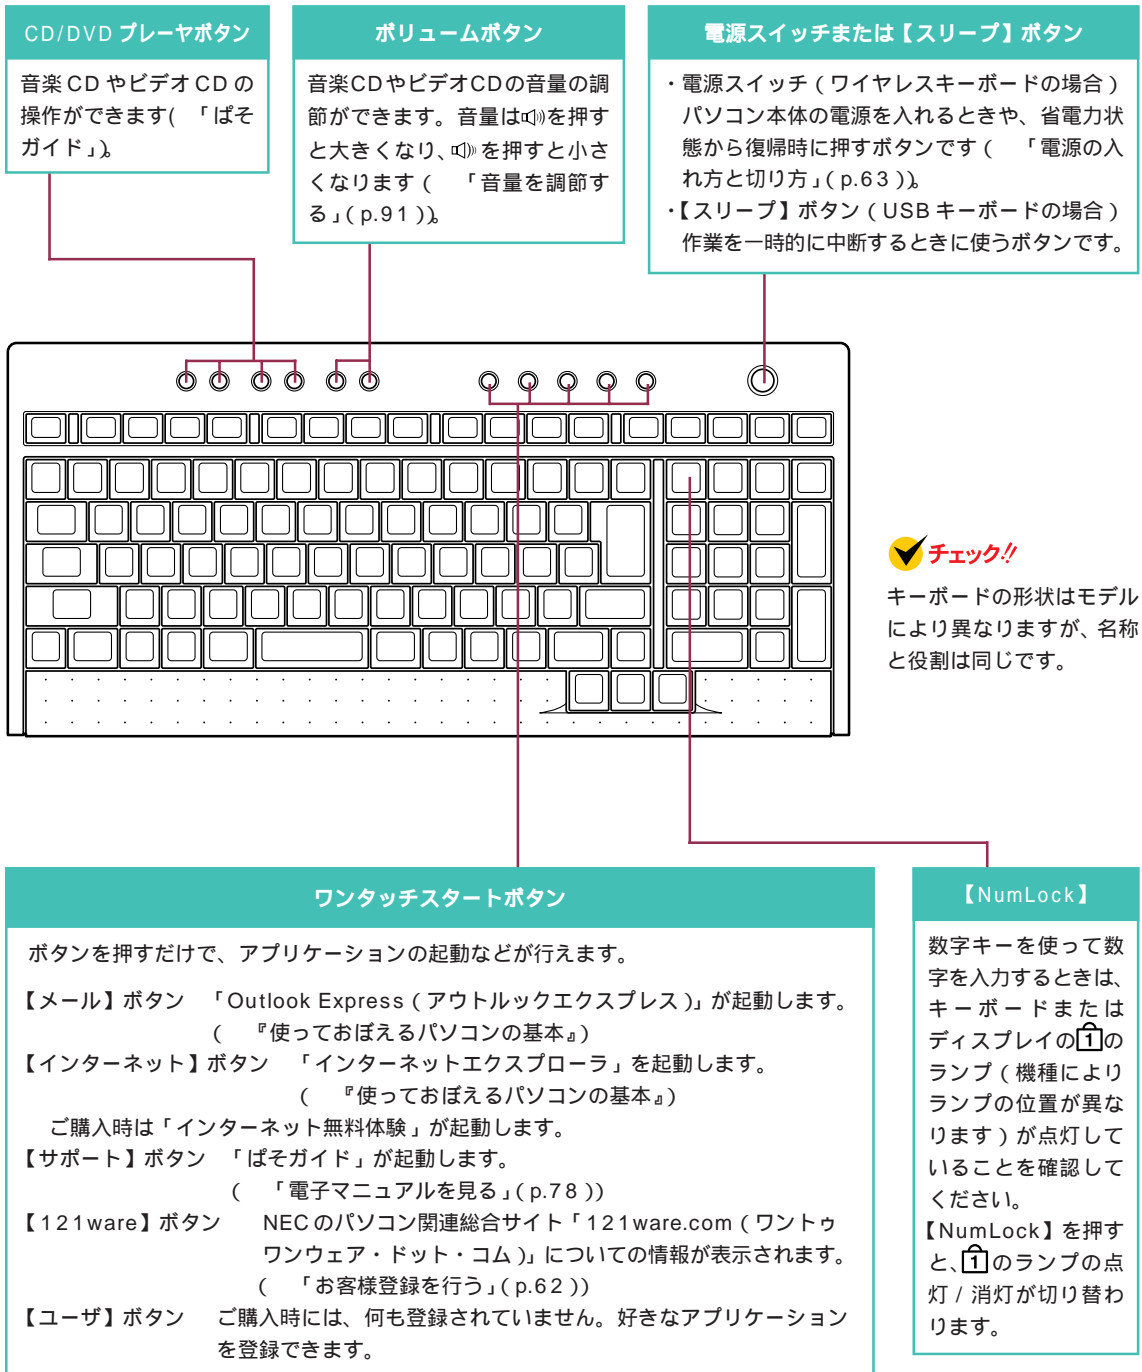 CD/DVD プレーヤボタン
音楽 CD やビデオ CD の
操作ができます( 「ぱそ
ガイド」)。
ボリュームボタン
音楽CDやビデオCDの音量の調
節ができます。音量は を押す
と大きくなり、 を押すと小さ
くなります ( 「音量を調節す
る」( p.91 ))。
電源スイッチまたは【スリープ】ボタン
・電源スイッチ ( ワイヤレスキーボードの場合 )
パソコン本体の電源を入れるときや、省電力状
態から復帰時に押すボタンです ( 「電源の入
れ方と切り方」( p.63 ))。
・【スリープ】ボタン ( USB キーボードの場合 )
作業を一時的に中断するときに使うボタンです。
チェック!!
キーボードの形状はモデル
により異なりますが、名称
と役割は同じです。
ワンタッチスタートボタン
ボタンを押すだけで、アプリケーションの起動などが行えます。
【メール】ボタン 「Outlook Express ( アウトルックエクスプレス )」が起動します。
( 『使っておぼえるパソコンの基本』)
【インターネット】ボタン 「インターネットエクスプローラ」を起動します。
( 『使っておぼえるパソコンの基本』)
ご購入時は「インターネット無料体験」が起動します。
【サポート】ボタン 「ぱそガイド」が起動します。
( 「電子マニュアルを見る」( p.78 ))
【121ware】ボタン NEC のパソコン関連総合サイト「121ware.com ( ワントゥ
ワンウェア・ドット・コム )」についての情報が表示されます。
( 「お客様登録を行う」( p.62 ))
【ユーザ】ボタン ご購入時には、何も登録されていません。好きなアプリケーション
を登録できます。
【NumLock】
数字キーを使って数
字を入力するときは、
キーボードまたは
ディスプレイの1の
ランプ ( 機種により
ランプの位置が異な
ります ) が点灯して
いることを確認して
ください。
【NumLock】を押す
と、1のランプの点
灯 / 消灯が切り替わ
ります。